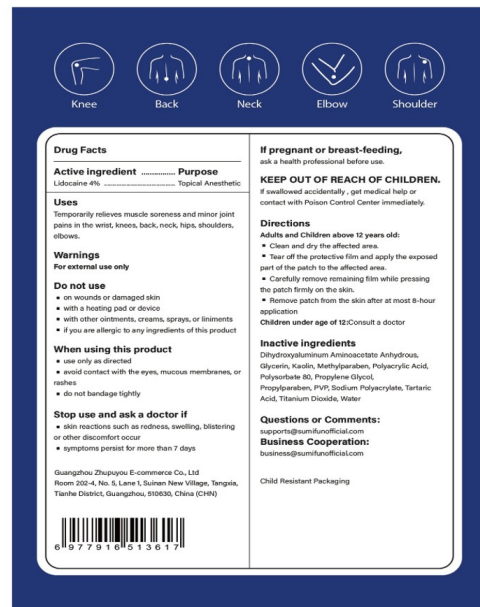 Knee
Back
Neck
Elbow
Shoulder
Drug Facts
Active ingredient ................ Purpose
Lidocaine 4% ....................................... Topical Anesthetic
Uses
Temporarily relieves muscle soreness and minor joint
pains in the wrist, knees, back, neck, hips, shoulders,
elbows.
Warnings
For external use only
Do not use
▪ on wounds or damaged skin
▪ with a heating pad or device
▪ with other ointments, creams, sprays, or liniments
▪ if you are allergic to any ingredients of this product
When using this product
▪ use only as directed
▪ avoid contact with the eyes, mucous membranes, or
rashes
▪ do not bandage tightly
Stop use and ask a doctor if
▪ skin reactions such as redness, swelling, blistering
or other discomfort occur
▪ symptoms persist for more than 7 days
Guangzhou Zhupuyou E-commerce Co., Ltd
Room 202-4, No. 5, Lane 1, Suinan New Village, Tangxia,
Tianhe District, Guangzhou, 510630, China (CHN)
6 977916 513617
If pregnant or breast-feeding,
ask a health professional before use.
KEEP OUT OF REACH OF CHILDREN.
If swallowed accidentally , get medical help or
contact with Poison Control Center immediately.
Directions
Adults and Children above 12 years old:
▪ Clean and dry the affected area.
▪ Tear off the protective film and apply the exposed
part of the patch to the affected area.
▪ Carefully remove remaining film while pressing
the patch firmly on the skin.
▪ Remove patch from the skin after at most 8-hour
application
Children under age of 12:Consult a doctor
Inactive ingredients
Dihydroxyaluminum Aminoacetate Anhydrous,
Glycerin, Kaolin, Methylparaben, Polyacrylic Acid,
Polysorbate 80, Propylene Glycol,
Propylparaben, PVP, Sodium Polyacrylate, Tartaric
Acid, Titanium Dioxide, Water
Questions or Comments:
supports@sumifunofficial.com
Business Cooperation:
business@sumifunofficial.com
Child Resistant Packaging